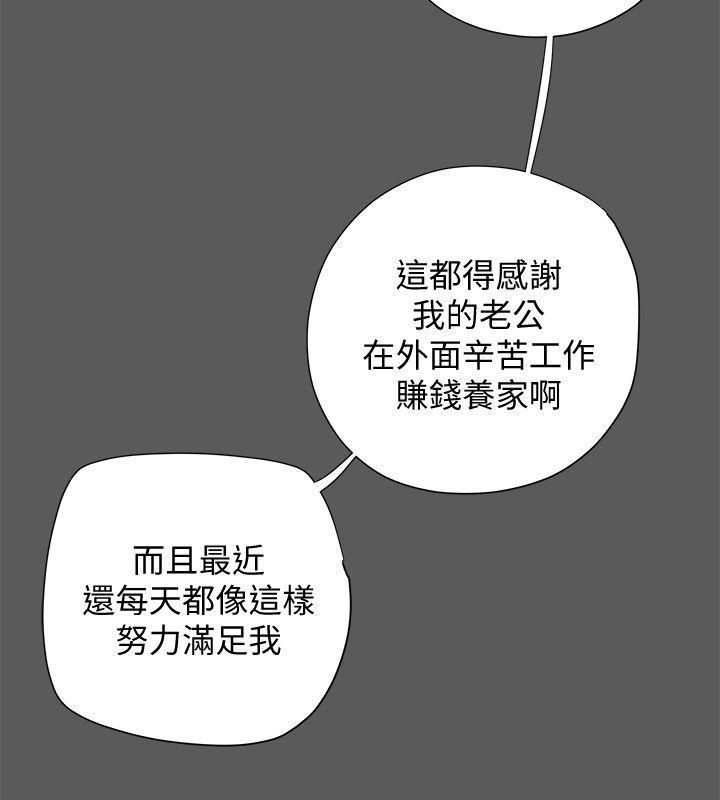 這都得感謝
我的老公
在外面辛苦工作
賺錢養家啊
而且最近
還每天都像這樣
努力滿足我